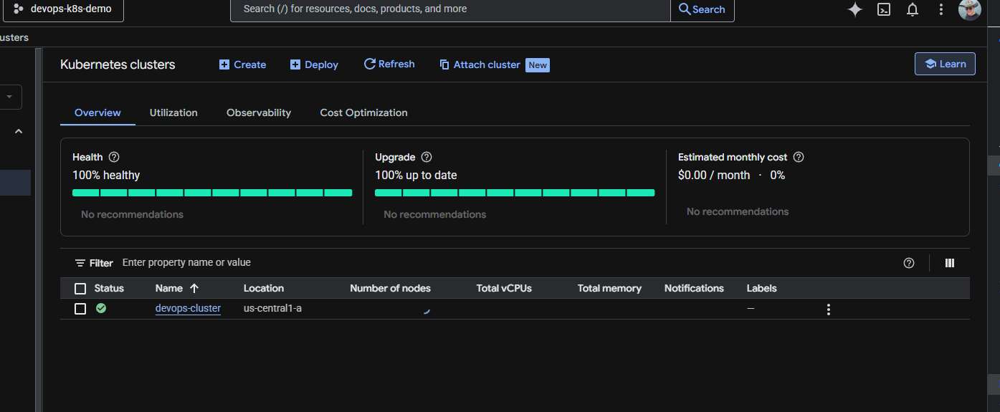 devops-k8s-demo
Search (/) for resources, docs, products, and more
Search
usters
Kubernetes clusters
Create
Deploy
Refresh
Attach cluster
New
Learn
Overview
Utilization
Observability
Cost Optimization
Health
Upgrade
Estimated monthly cost
100% healthy
100% up to date
$0.00 / month · 0%
No recommendations
No recommendations
No recommendations
Filter
Enter property name or value
Status
Name
Location
Number of nodes
Total vCPUs
Total memory
Notifications
Labels
devops-cluster
us-central1-a
—